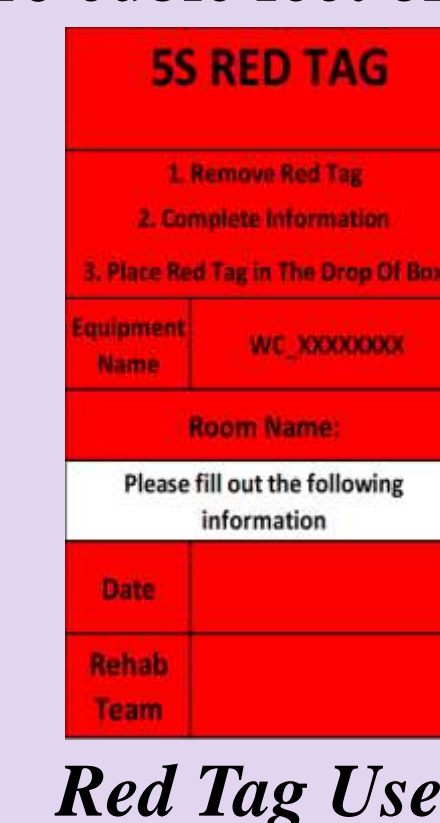 5S RED TAG
1. Remove Red Tag
2. Complete Information
3. Place Red Tag in The Drop Of Box
Equipment Name
WC_XXXXXXXX
Room Name:
Please fill out the following
information
Date
Rehab
Team
Red Tag Use